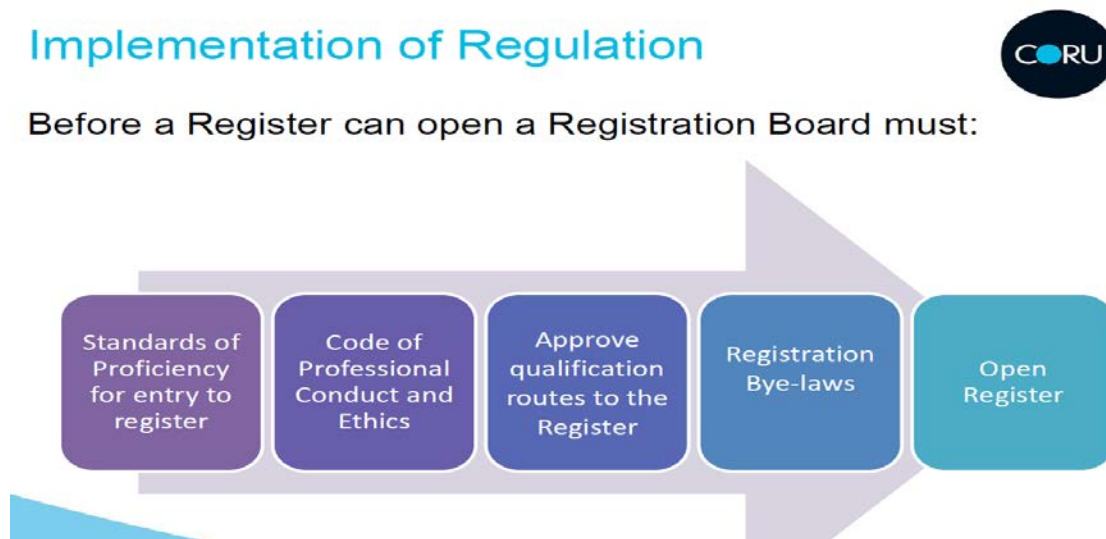 Implementation of Regulation
CORU
Before a Register can open a Registration Board must:
Standards of
Proficiency
for entry to
register
Code of
Professional
Conduct and
Ethics
Approve
qualification
routes to the
Register
Registration
Bye-laws
Open
Register